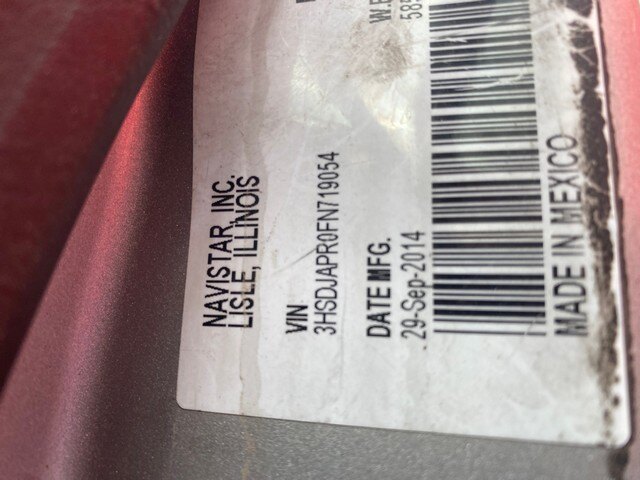 NAVISTAR, INC.
LISLE, ILLINOIS
VIN
3HSDJAPR0FN719054
DATE MFG.
29-Sep-2014
MADE IN MEXICO